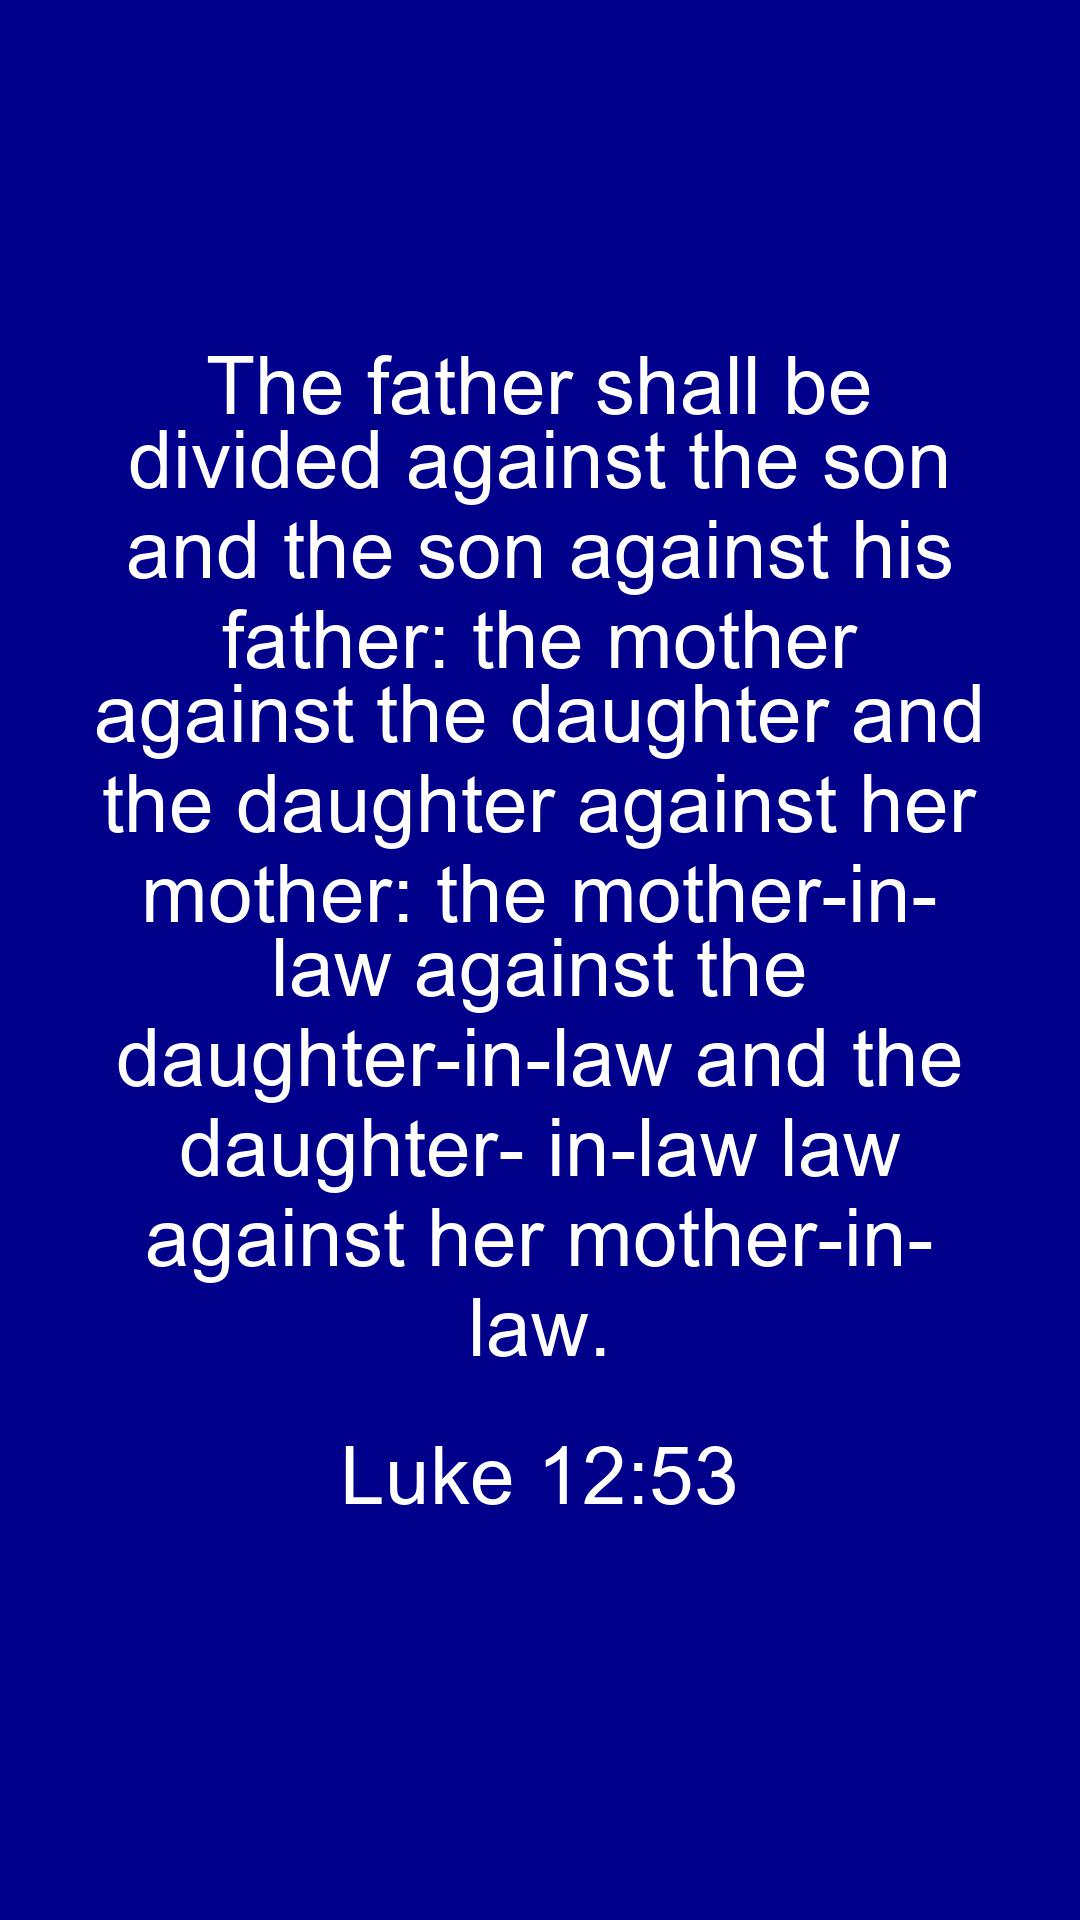 The father shall be
divided against the son
and the son against his
father: the mother
against the daughter and
the daughter against her
mother: the mother-in-
law against the
daughter-in-law and the
daughter- in-law law
against her mother-in-
law.
Luke 12:53